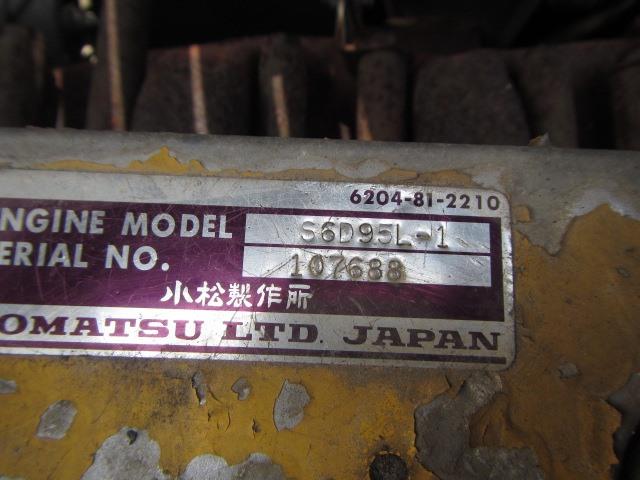 6204-81-2210
NGINE MODEL S6D95L-1
ERIAL NO. 107688
小松製作所
OMATSU LTD. JAPAN